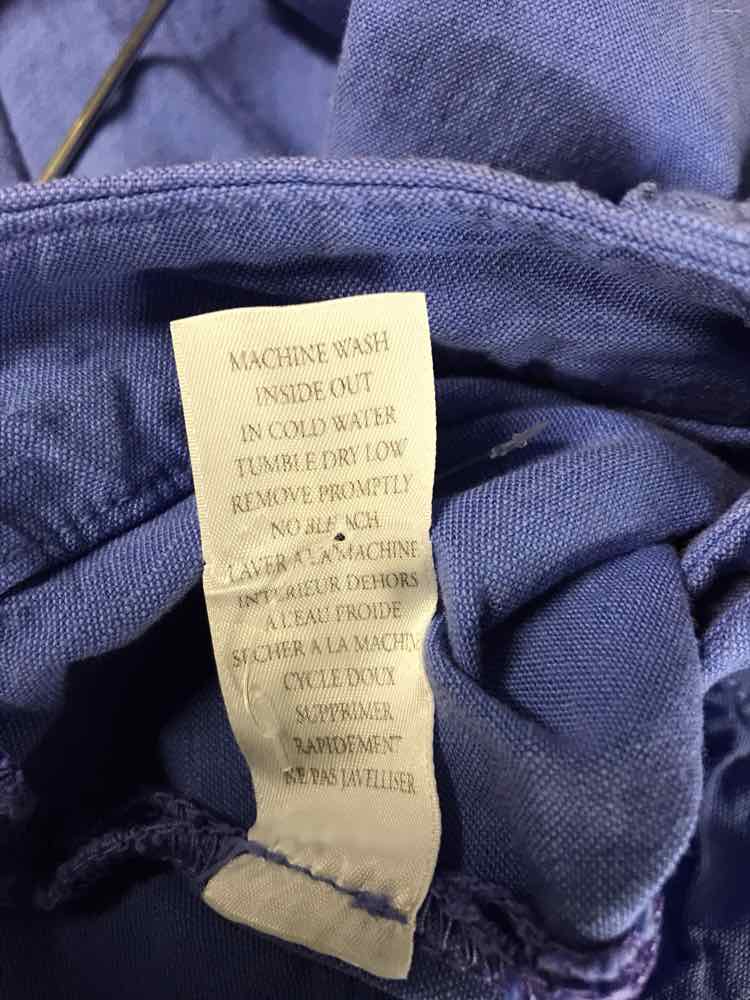 MACHINE WASH
INSIDE OUT
IN COLD WATER
TUMBLE DRY LOW
REMOVE PROMPTLY
NO BLEACH
LAVER A LA MACHINE
INTERIEUR DEHORS
A L'EAU FROIDE
SECHER A LA MACHINE
CYCLE DOUX
SUPPRIMER
RAPIDEMENT
NE PAS JAVELLISER